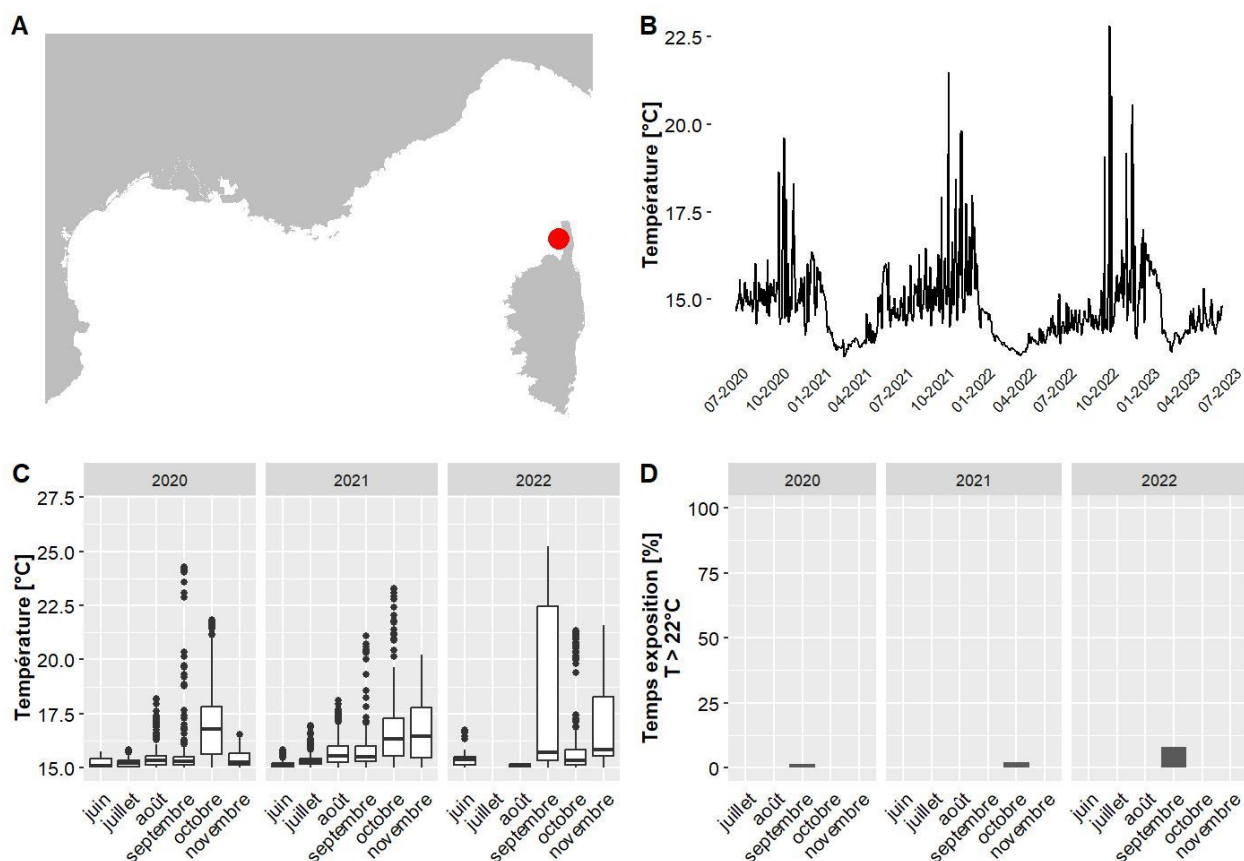 A
B
Température [°C]
22.5
20.0
17.5
15.0
07-2020
10-2020
01-2021
04-2021
07-2021
10-2021
01-2022
04-2022
07-2022
10-2022
01-2023
04-2023
07-2023
C
2020
2021
2022
Température [°C]
27.5
25.0
22.5
20.0
17.5
15.0
juin
juillet
août
septembre
octobre
novembre
juin
juillet
août
septembre
octobre
novembre
juin
juillet
août
septembre
octobre
novembre
D
2020
2021
2022
Temps exposition [%]
T > 22°C
100
75
50
25
0
juillet
août
septembre
octobre
novembre
juin
juillet
août
septembre
octobre
novembre
juin
juillet
août
septembre
octobre
novembre